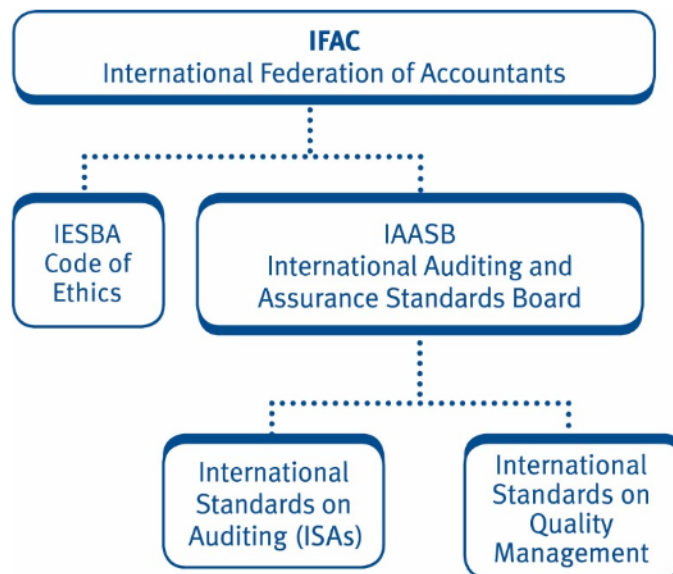 IFAC
International Federation of Accountants
IESBA
Code of
Ethics
IAASB
International Auditing and
Assurance Standards Board
International
Standards on
Auditing (ISAs)
International
Standards on
Quality
Management